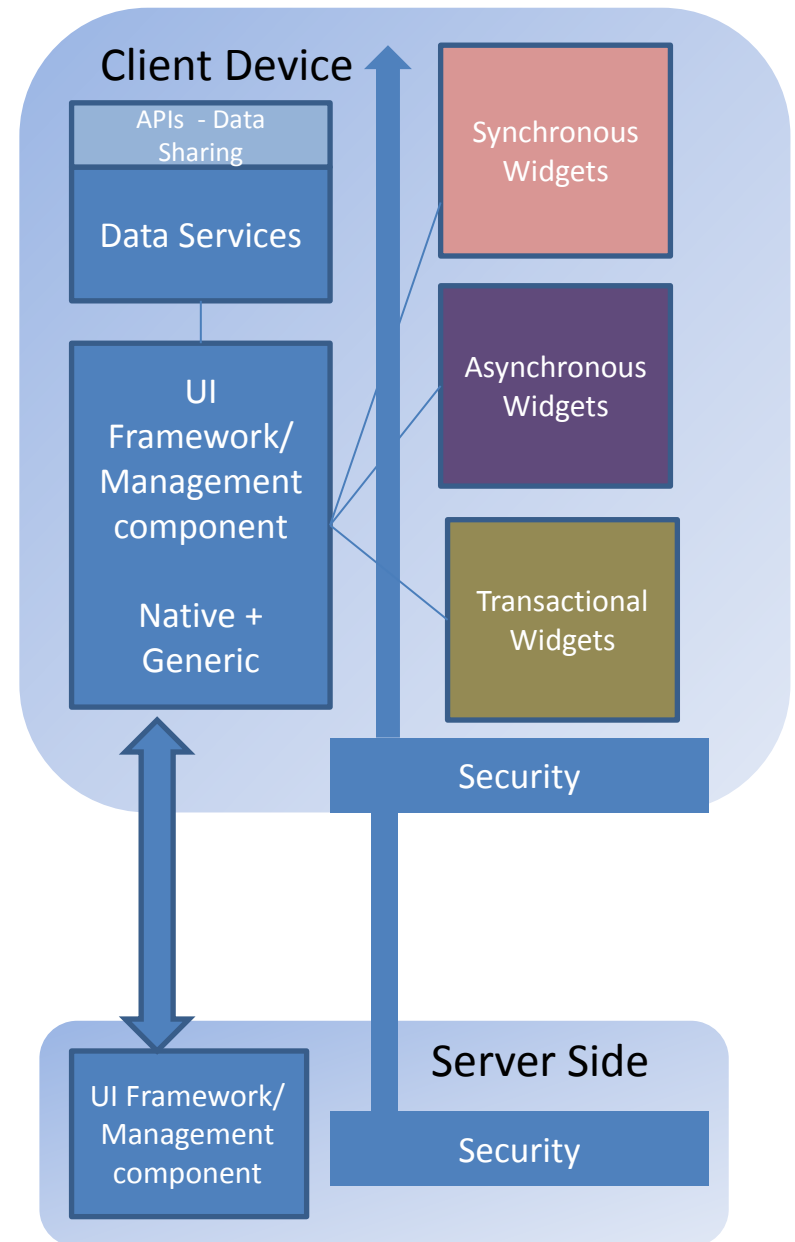 Client Device
APIs - Data
Sharing
Data Services
UI
Framework/
Management
component
Native +
Generic
Synchronous
Widgets
Asynchronous
Widgets
Transactional
Widgets
Security
Server Side
UI Framework/
Management
component
Security